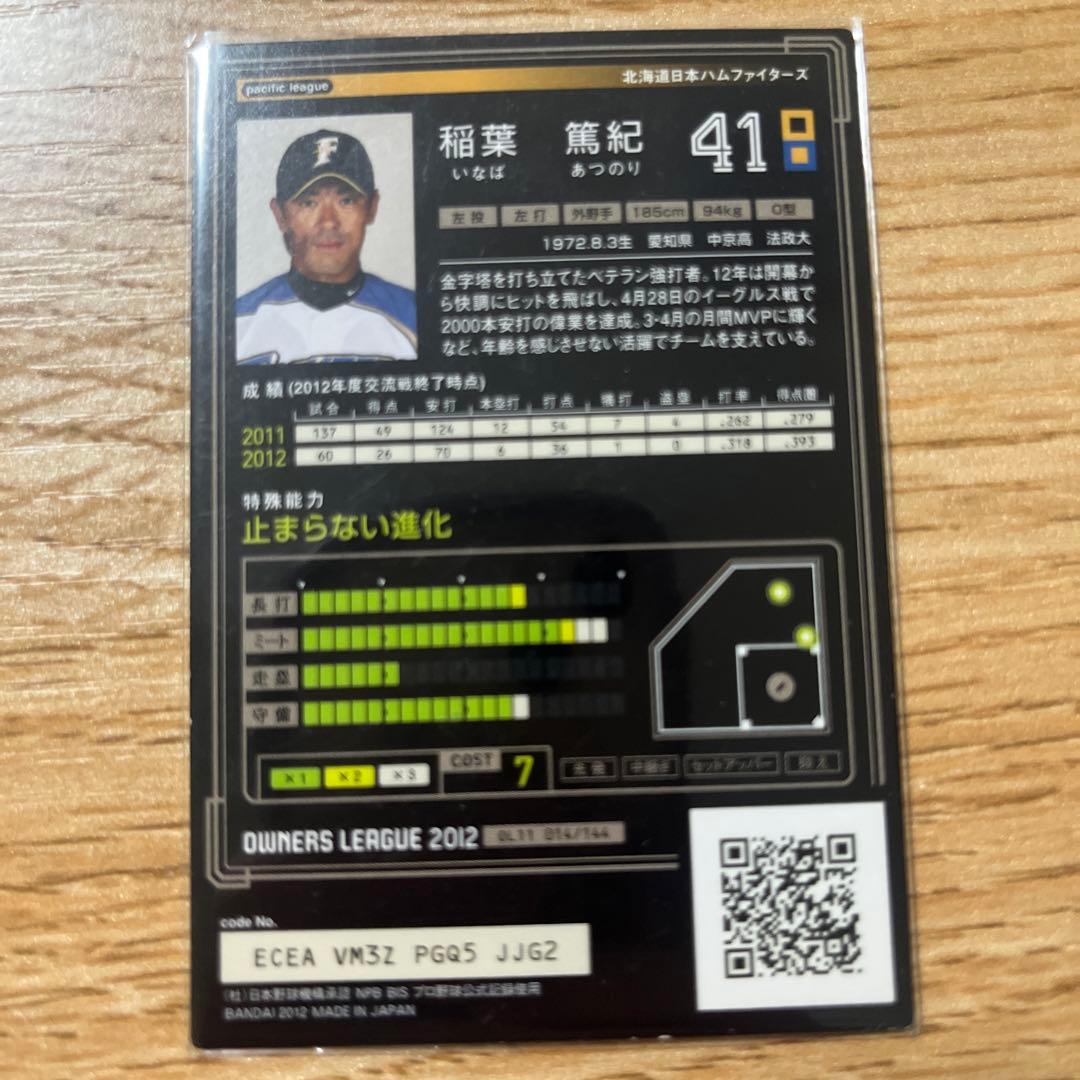 pacific league
北海道日本ハムファイターズ
稲葉 篤紀 41
いなば あつのり
左投 左打 外野手 185cm 94kg O型
1972.8.3生 愛知県 中京高 法政大
金字塔を打ち立てたベテラン強打者。12年は開幕か
ら快調にヒットを飛ばし、4月28日のイーグルス戦で
2000本安打の偉業を達成。3・4月の月間MVPに輝く
など、年齢を感じさせない活躍でチームを支えている。
成績(2012年度交流戦終了時点)
試合 得点 安打 本塁打 打点 犠打 盗塁 打率 得点圏
2011 137 49 124 12 54 7 4 .262 .279
2012 60 26 70 6 36 1 0 .318 .393
特殊能力
止まらない進化
長打
ミート
走塁
守備
×1 ×2 ×3 COST 7 先発 中継ぎ セットアッパー 抑え
OWNERS LEAGUE 2012 OL11 014/144
code No.
ECEA VM3Z PGQ5 JJG2
(社)日本野球機構承認 NPB BIS プロ野球公式記録使用
BANDAI 2012 MADE IN JAPAN